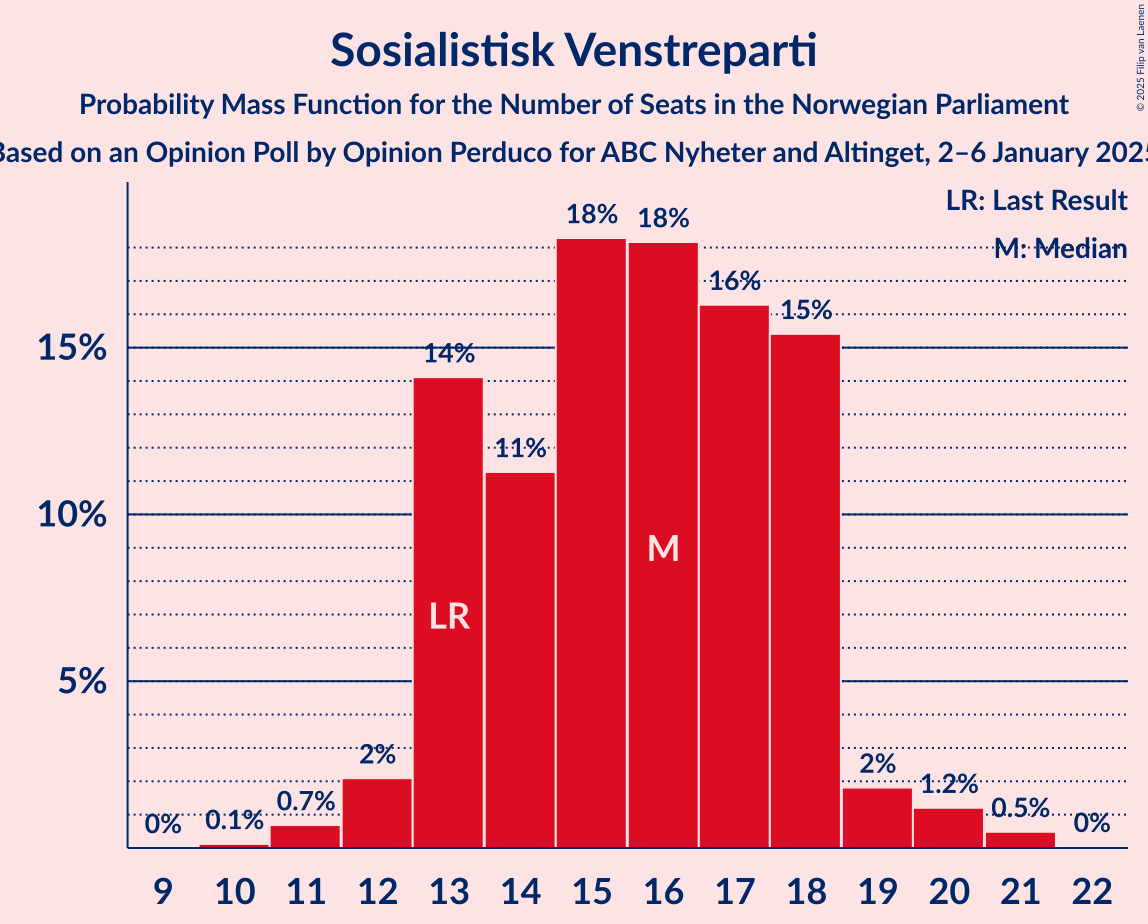 Sosialistisk Venstreparti
Probability Mass Function for the Number of Seats in the Norwegian Parliament
Based on an Opinion Poll by Opinion Perduco for ABC Nyheter and Altinget, 2–6 January 2025
© 2025 Filip van Laenen
LR: Last Result
M: Median
15%
10%
5%
0%
0.1%
0.7%
2%
14%
11%
18%
18%
16%
15%
2%
1.2%
0.5%
0%
LR
M
9 10 11 12 13 14 15 16 17 18 19 20 21 22